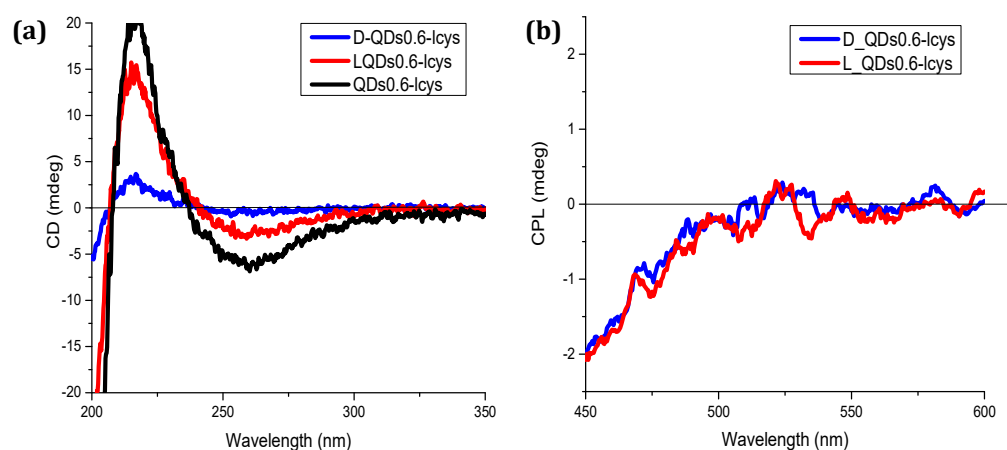 (a)
20
15
10
5
0
-5
-10
-15
-20
CD (mdeg)
D-QDs0.6-lcys
LQDs0.6-lcys
QDs0.6-lcys
200
250
300
350
Wavelength (nm)
(b)
2
1
0
-1
-2
CPL (mdeg)
D_QDs0.6-lcys
L_QDs0.6-lcys
450
500
550
600
Wavelength (nm)